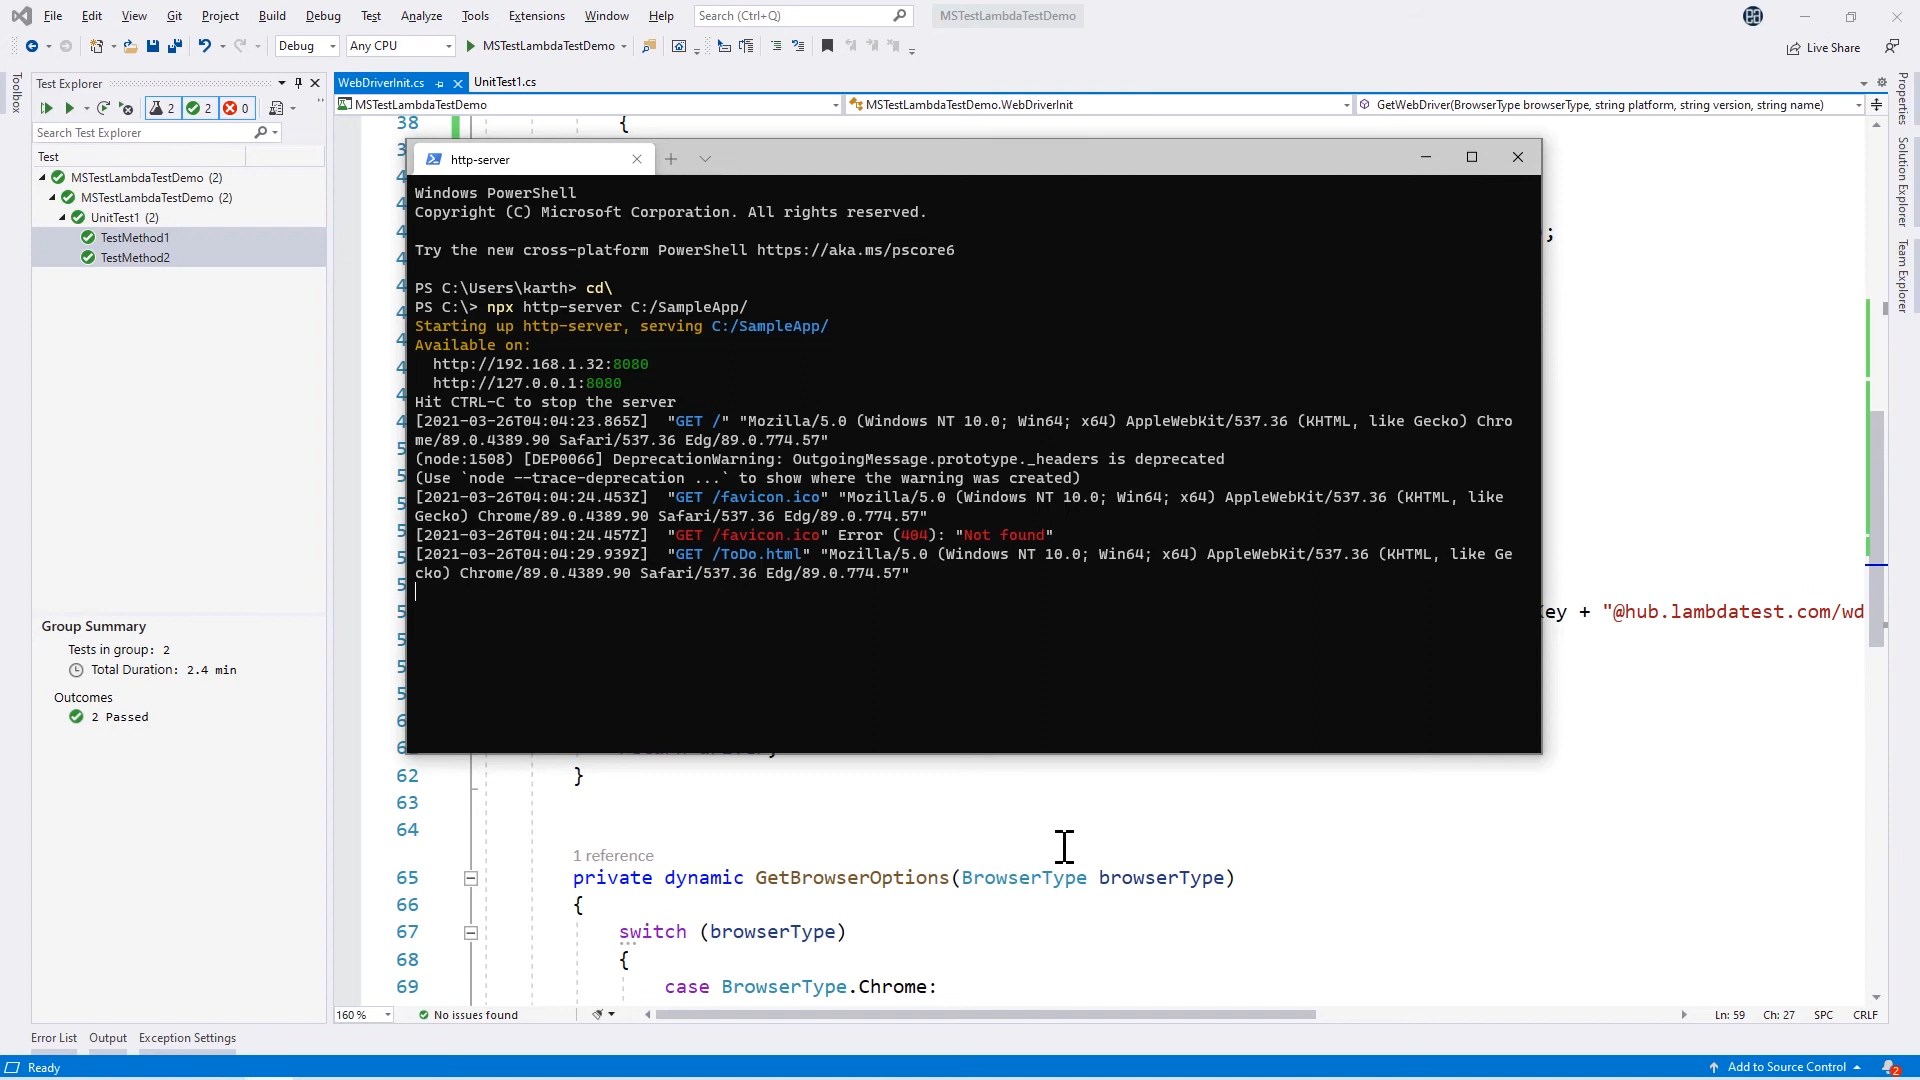 File Edit View Git Project Build Debug Test Analyze Tools Extensions Window Help Search (Ctrl+Q) MSTestLambdaTestDemo
Debug Any CPU MSTestLambdaTestDemo Live Share
Toolbox
Test Explorer
2 2 0
Search Test Explorer
Test
MSTestLambdaTestDemo (2)
MSTestLambdaTestDemo (2)
UnitTest1 (2)
TestMethod1
TestMethod2
Group Summary
Tests in group: 2
Total Duration: 2.4 min
Outcomes
2 Passed
WebDriverInit.cs UnitTest1.cs
MSTestLambdaTestDemo MSTestLambdaTestDemo.WebDriverInit GetWebDriver(BrowserType browserType, string platform, string version, string name)
38 {
http-server
Windows PowerShell
Copyright (C) Microsoft Corporation. All rights reserved.
Try the new cross-platform PowerShell https://aka.ms/pscore6
PS C:\Users\karth> cd\
PS C:\> npx http-server C:/SampleApp/
Starting up http-server, serving C:/SampleApp/
Available on:
http://192.168.1.32:8080
http://127.0.0.1:8080
Hit CTRL-C to stop the server
[2021-03-26T04:04:23.865Z] "GET /" "Mozilla/5.0 (Windows NT 10.0; Win64; x64) AppleWebKit/537.36 (KHTML, like Gecko) Chro
me/89.0.4389.90 Safari/537.36 Edg/89.0.774.57"
(node:1508) [DEP0066] DeprecationWarning: OutgoingMessage.prototype._headers is deprecated
(Use `node --trace-deprecation ...` to show where the warning was created)
[2021-03-26T04:04:24.453Z] "GET /favicon.ico" "Mozilla/5.0 (Windows NT 10.0; Win64; x64) AppleWebKit/537.36 (KHTML, like
Gecko) Chrome/89.0.4389.90 Safari/537.36 Edg/89.0.774.57"
[2021-03-26T04:04:24.457Z] "GET /favicon.ico" Error (404): "Not found"
[2021-03-26T04:04:29.939Z] "GET /ToDo.html" "Mozilla/5.0 (Windows NT 10.0; Win64; x64) AppleWebKit/537.36 (KHTML, like Ge
cko) Chrome/89.0.4389.90 Safari/537.36 Edg/89.0.774.57"
;
+ "@hub.lambdatest.com/wd
62 }
63
64
1 reference
65 private dynamic GetBrowserOptions(BrowserType browserType)
66 {
67 switch (browserType)
68 {
69 case BrowserType.Chrome:
160 % No issues found Ln: 59 Ch: 27 SPC CRLF
Properties
Solution Explorer
Team Explorer
Error List Output Exception Settings
Ready Add to Source Control 2